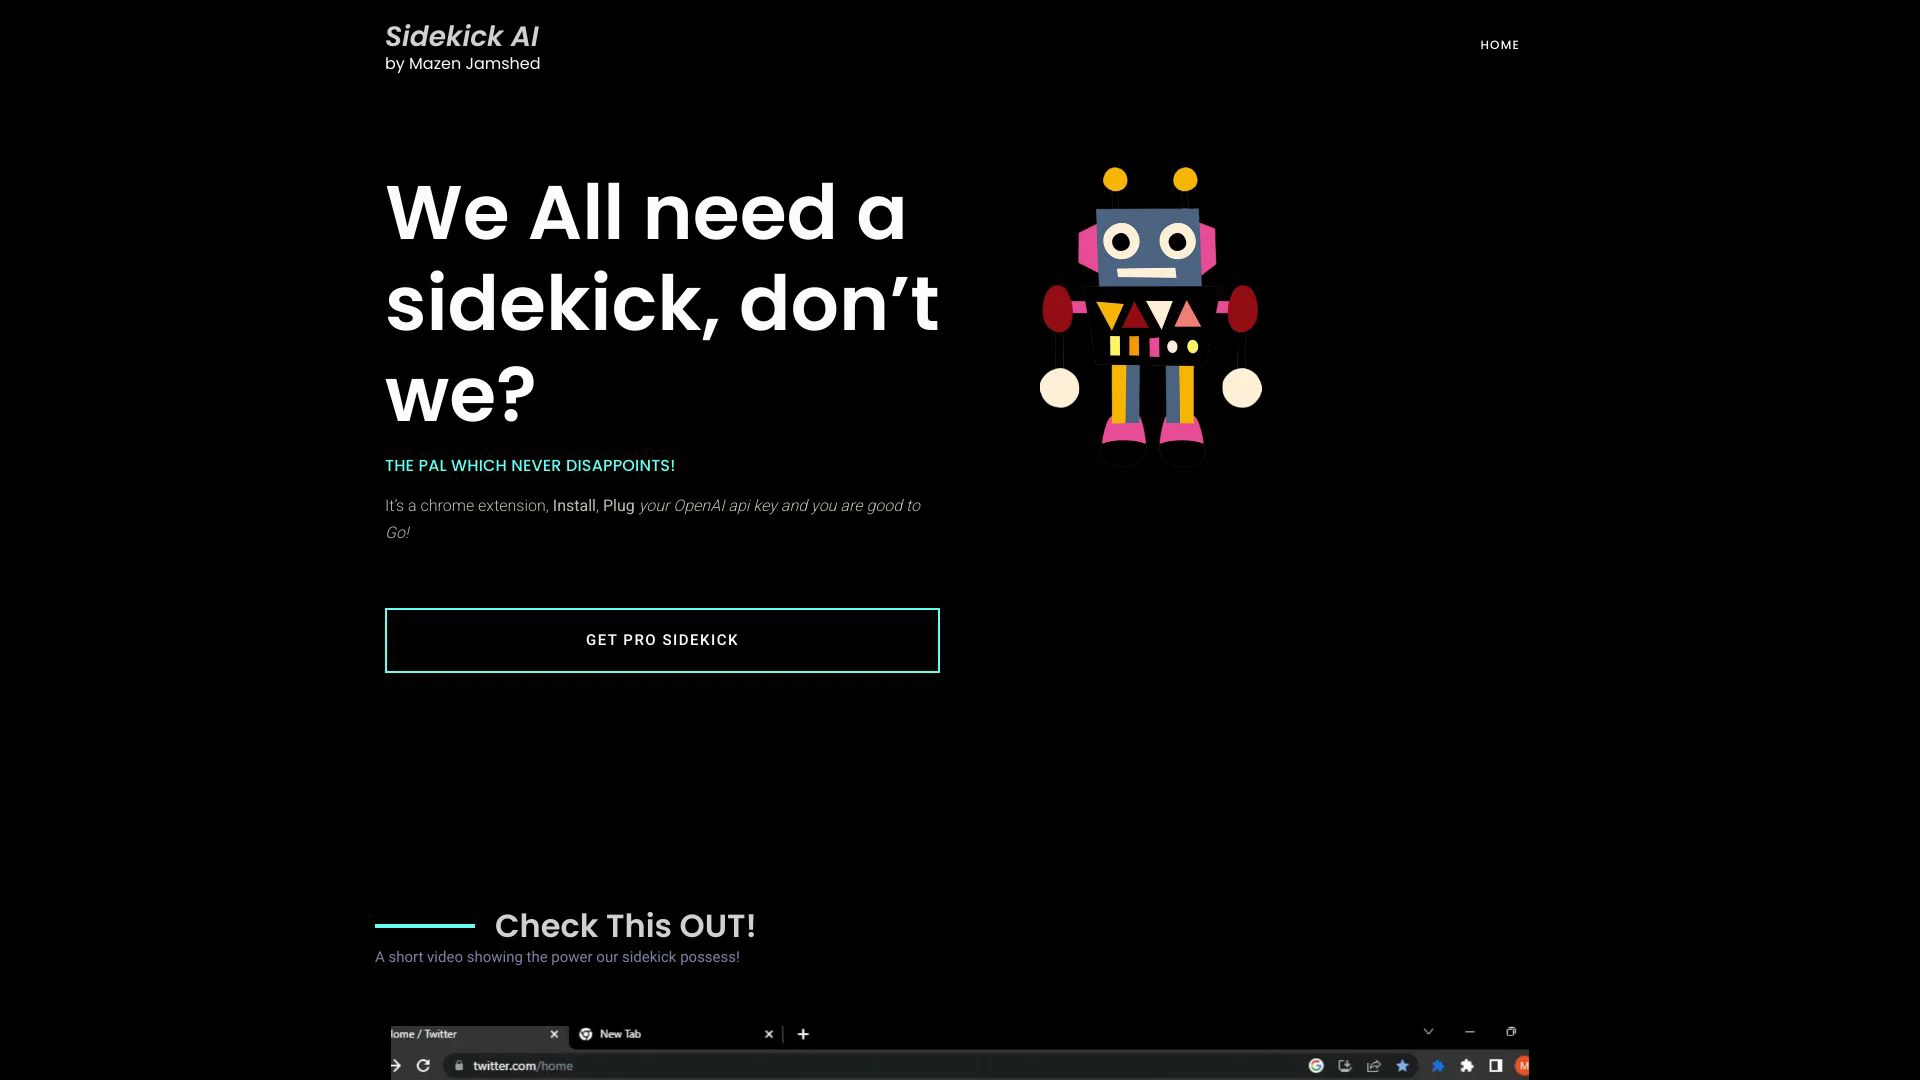 Sidekick AI
by Mazen Jamshed
HOME
We All need a
sidekick, don’t
we?
THE PAL WHICH NEVER DISAPPOINTS!
It’s a chrome extension, Install, Plug your OpenAI api key and you are good to
Go!
GET PRO SIDEKICK
Check This OUT!
A short video showing the power our sidekick possess!
Home / Twitter
New Tab
twitter.com/home
M